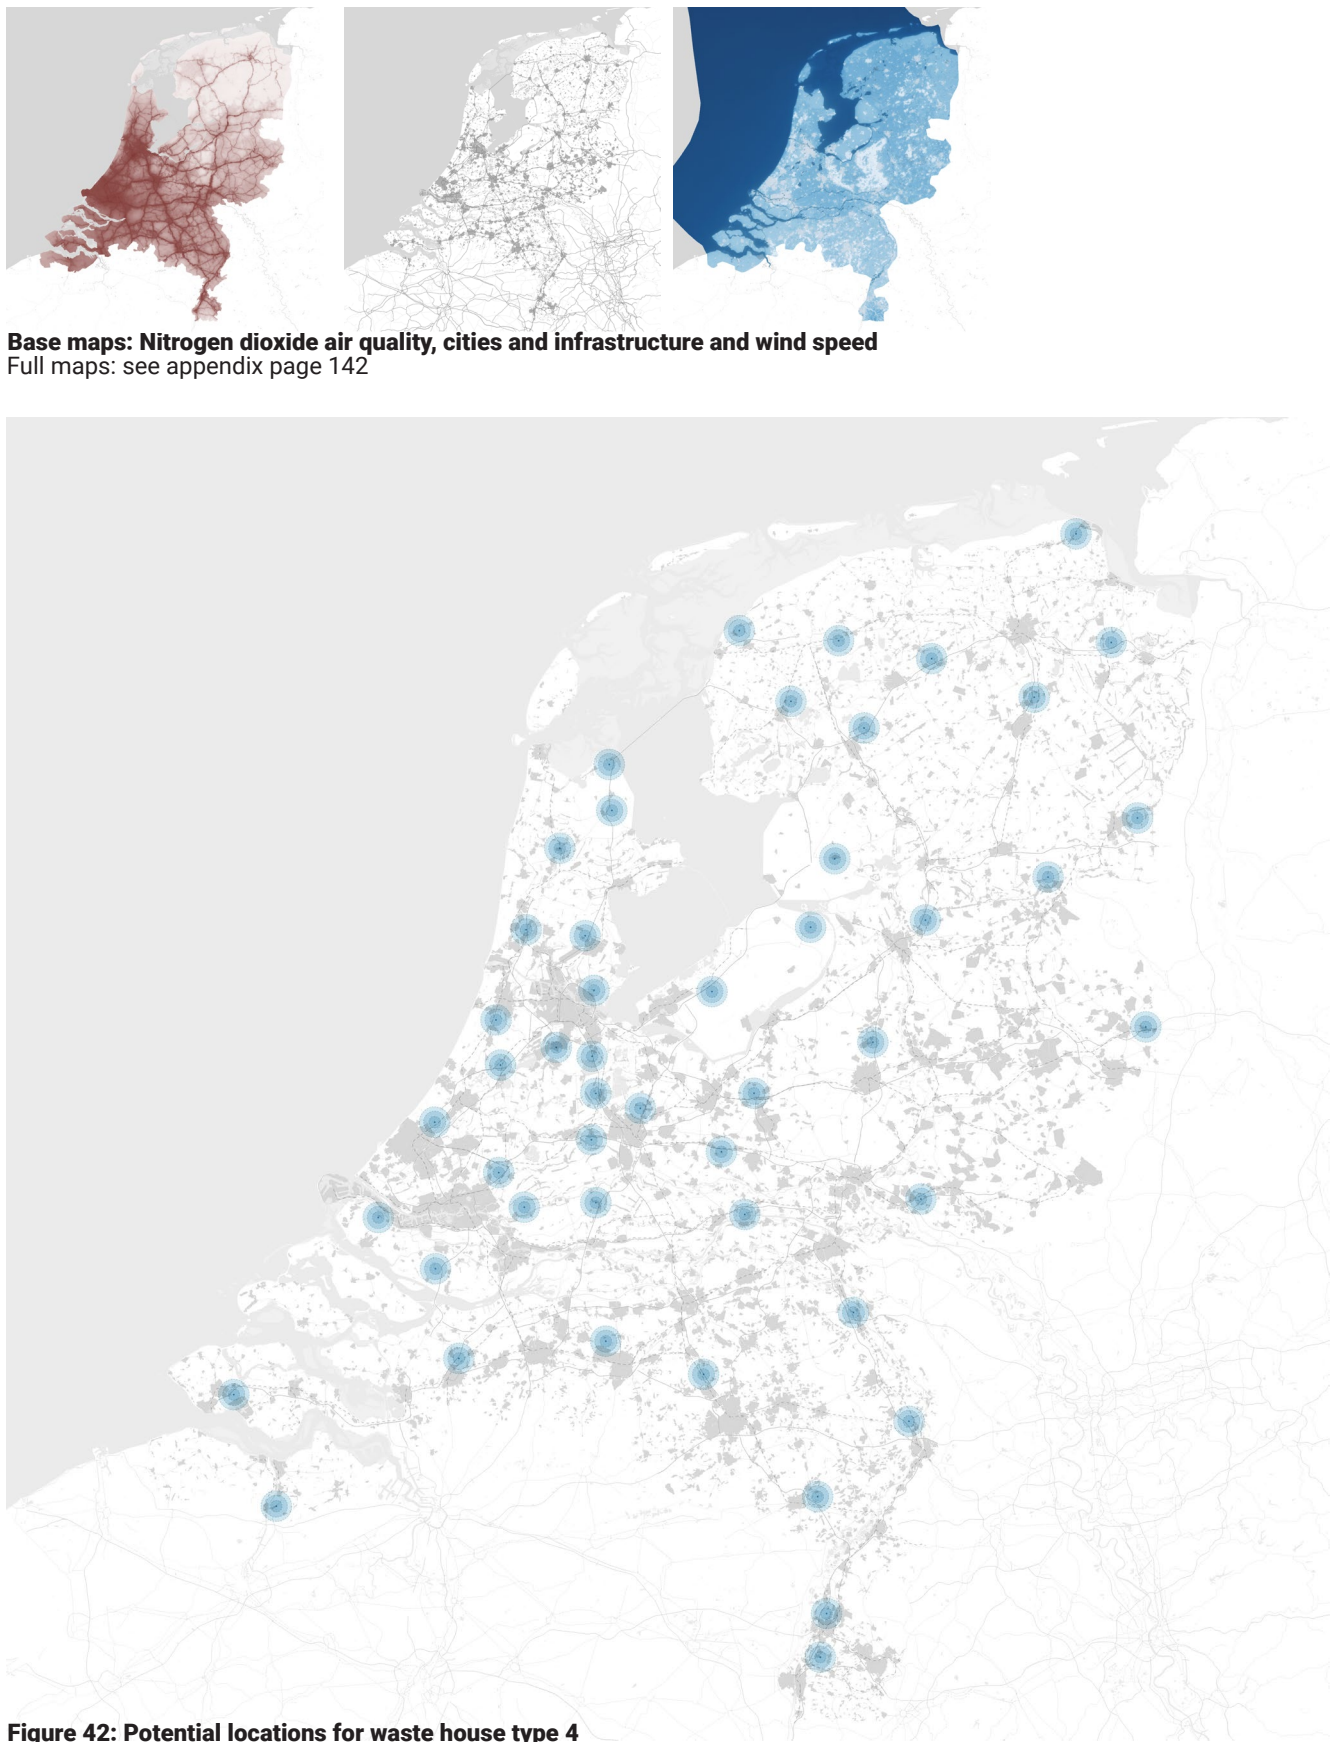 Base maps: Nitrogen dioxide air quality, cities and infrastructure and wind speed
Full maps: see appendix page 142
Figure 42: Potential locations for waste house type 4